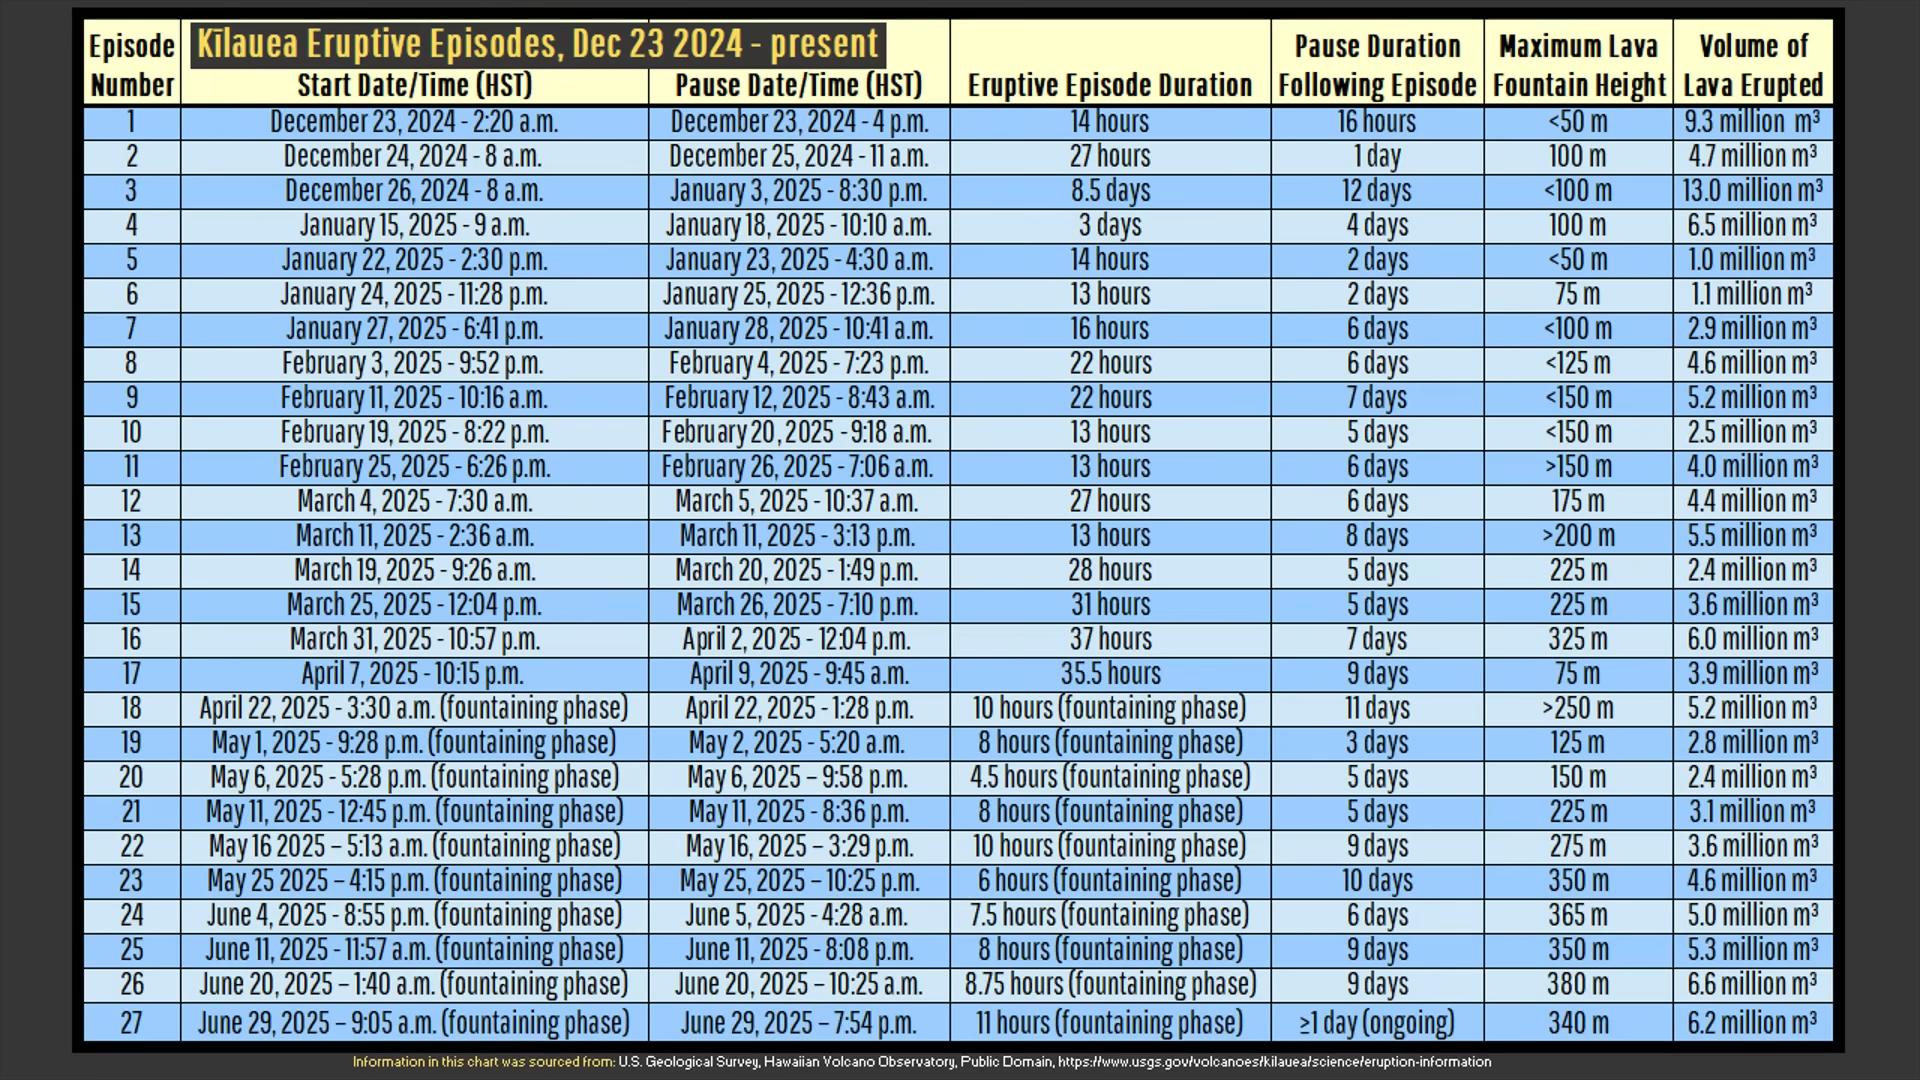 Kīlauea Eruptive Episodes, Dec 23 2024 - present
Episode Number | Start Date/Time (HST) | Pause Date/Time (HST) | Eruptive Episode Duration | Pause Duration Following Episode | Maximum Lava Fountain Height | Volume of Lava Erupted
1 | December 23, 2024 - 2:20 a.m. | December 23, 2024 - 4 p.m. | 14 hours | 16 hours | <50 m | 9.3 million m³
2 | December 24, 2024 - 8 a.m. | December 25, 2024 - 11 a.m. | 27 hours | 1 day | 100 m | 4.7 million m³
3 | December 26, 2024 - 8 a.m. | January 3, 2025 - 8:30 p.m. | 8.5 days | 12 days | <100 m | 13.0 million m³
4 | January 15, 2025 - 9 a.m. | January 18, 2025 - 10:10 a.m. | 3 days | 4 days | 100 m | 6.5 million m³
5 | January 22, 2025 - 2:30 p.m. | January 23, 2025 - 4:30 a.m. | 14 hours | 2 days | <50 m | 1.0 million m³
6 | January 24, 2025 - 11:28 p.m. | January 25, 2025 - 12:36 p.m. | 13 hours | 2 days | 75 m | 1.1 million m³
7 | January 27, 2025 - 6:41 p.m. | January 28, 2025 - 10:41 a.m. | 16 hours | 6 days | <100 m | 2.9 million m³
8 | February 3, 2025 - 9:52 p.m. | February 4, 2025 - 7:23 p.m. | 22 hours | 6 days | <125 m | 4.6 million m³
9 | February 11, 2025 - 10:16 a.m. | February 12, 2025 - 8:43 a.m. | 22 hours | 7 days | <150 m | 5.2 million m³
10 | February 19, 2025 - 8:22 p.m. | February 20, 2025 - 9:18 a.m. | 13 hours | 5 days | <150 m | 2.5 million m³
11 | February 25, 2025 - 6:26 p.m. | February 26, 2025 - 7:06 a.m. | 13 hours | 6 days | >150 m | 4.0 million m³
12 | March 4, 2025 - 7:30 a.m. | March 5, 2025 - 10:37 a.m. | 27 hours | 6 days | 175 m | 4.4 million m³
13 | March 11, 2025 - 2:36 a.m. | March 11, 2025 - 3:13 p.m. | 13 hours | 8 days | >200 m | 5.5 million m³
14 | March 19, 2025 - 9:26 a.m. | March 20, 2025 - 1:49 p.m. | 28 hours | 5 days | 225 m | 2.4 million m³
15 | March 25, 2025 - 12:04 p.m. | March 26, 2025 - 7:10 p.m. | 31 hours | 5 days | 225 m | 3.6 million m³
16 | March 31, 2025 - 10:57 p.m. | April 2, 2025 - 12:04 p.m. | 37 hours | 7 days | 325 m | 6.0 million m³
17 | April 7, 2025 - 10:15 p.m. | April 9, 2025 - 9:45 a.m. | 35.5 hours | 9 days | 75 m | 3.9 million m³
18 | April 22, 2025 - 3:30 a.m. (fountaining phase) | April 22, 2025 - 1:28 p.m. | 10 hours (fountaining phase) | 11 days | >250 m | 5.2 million m³
19 | May 1, 2025 - 9:28 p.m. (fountaining phase) | May 2, 2025 - 5:20 a.m. | 8 hours (fountaining phase) | 3 days | 125 m | 2.8 million m³
20 | May 6, 2025 - 5:28 p.m. (fountaining phase) | May 6, 2025 – 9:58 p.m. | 4.5 hours (fountaining phase) | 5 days | 150 m | 2.4 million m³
21 | May 11, 2025 - 12:45 p.m. (fountaining phase) | May 11, 2025 - 8:36 p.m. | 8 hours (fountaining phase) | 5 days | 225 m | 3.1 million m³
22 | May 16 2025 – 5:13 a.m. (fountaining phase) | May 16, 2025 – 3:29 p.m. | 10 hours (fountaining phase) | 9 days | 275 m | 3.6 million m³
23 | May 25 2025 – 4:15 p.m. (fountaining phase) | May 25, 2025 – 10:25 p.m. | 6 hours (fountaining phase) | 10 days | 350 m | 4.6 million m³
24 | June 4, 2025 - 8:55 p.m. (fountaining phase) | June 5, 2025 - 4:28 a.m. | 7.5 hours (fountaining phase) | 6 days | 365 m | 5.0 million m³
25 | June 11, 2025 - 11:57 a.m. (fountaining phase) | June 11, 2025 - 8:08 p.m. | 8 hours (fountaining phase) | 9 days | 350 m | 5.3 million m³
26 | June 20, 2025 – 1:40 a.m. (fountaining phase) | June 20, 2025 – 10:25 a.m. | 8.75 hours (fountaining phase) | 9 days | 380 m | 6.6 million m³
27 | June 29, 2025 – 9:05 a.m. (fountaining phase) | June 29, 2025 – 7:54 p.m. | 11 hours (fountaining phase) | ≥1 day (ongoing) | 340 m | 6.2 million m³
Information in this chart was sourced from: U.S. Geological Survey, Hawaiian Volcano Observatory, Public Domain, https://www.usgs.gov/volcanoes/kilauea/science/eruption-information